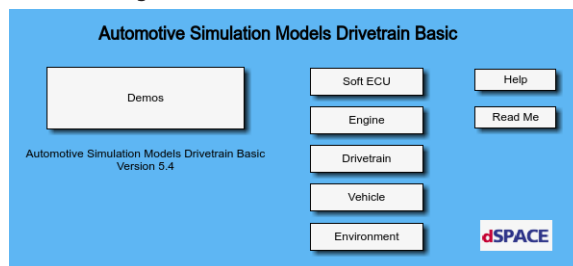 Automotive Simulation Models Drivetrain Basic
Demos
Automotive Simulation Models Drivetrain Basic
Version 5.4
Soft ECU
Engine
Drivetrain
Vehicle
Environment
Help
Read Me
dSPACE